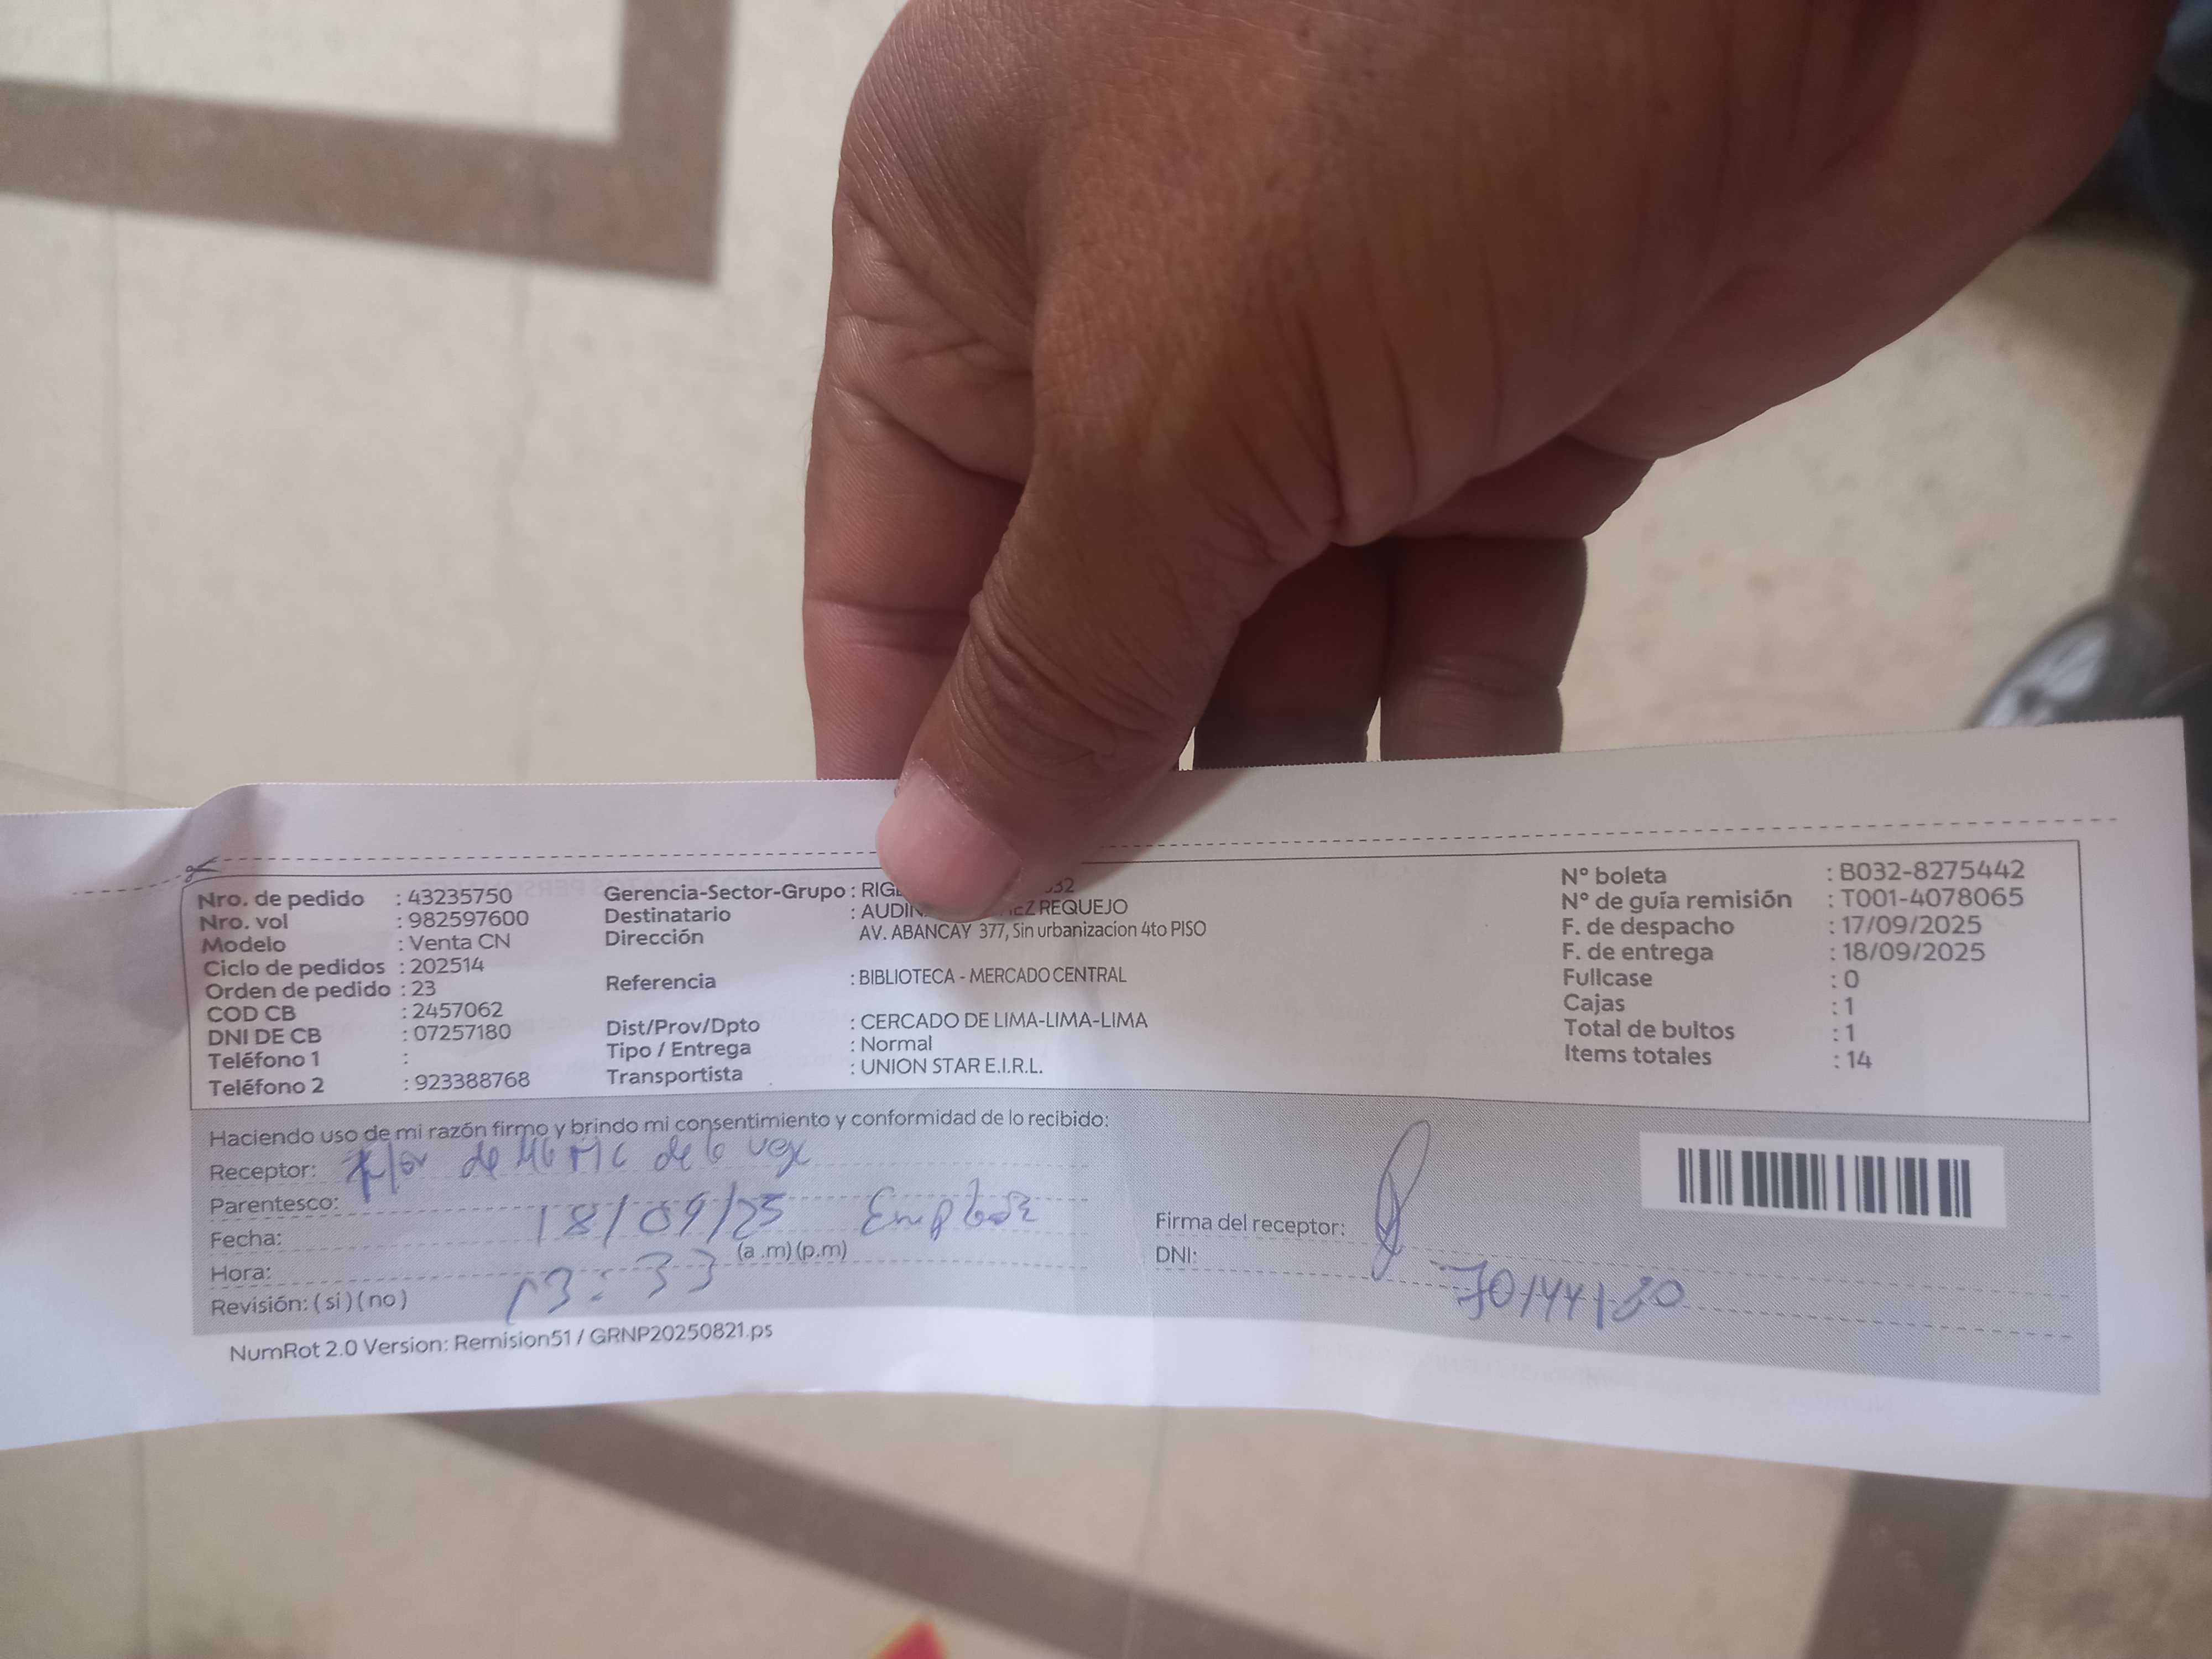 Nro. de pedido : 43235750
Nro. vol : 982597600
Modelo : Venta CN
Ciclo de pedidos : 202514
Orden de pedido : 23
COD CB : 2457062
DNI DE CB : 07257180
Teléfono 1 :
Teléfono 2 : 923388768
Gerencia-Sector-Grupo :
Destinatario : REQUEJO
Dirección AV. ABANCAY 377, Sin urbanizacion 4to PISO
Referencia : BIBLIOTECA - MERCADO CENTRAL
Dist/Prov/Dpto : CERCADO DE LIMA-LIMA-LIMA
Tipo / Entrega : Normal
Transportista : UNION STAR E.I.R.L.
N° boleta : B032-8275442
N° de guía remisión : T001-4078065
F. de despacho : 17/09/2025
F. de entrega : 18/09/2025
Fullcase : 0
Cajas : 1
Total de bultos : 1
Items totales : 14
Haciendo uso de mi razón firmo y brindo mi consentimiento y conformidad de lo recibido:
Receptor: Flor de
Parentesco:
Fecha: 18/09/25
Hora: 13:33 (a .m) (p.m)
Revisión: ( si ) ( no )
Firma del receptor:
DNI: 70144130
NumRot 2.0 Version: Remision51 / GRNP20250821.ps